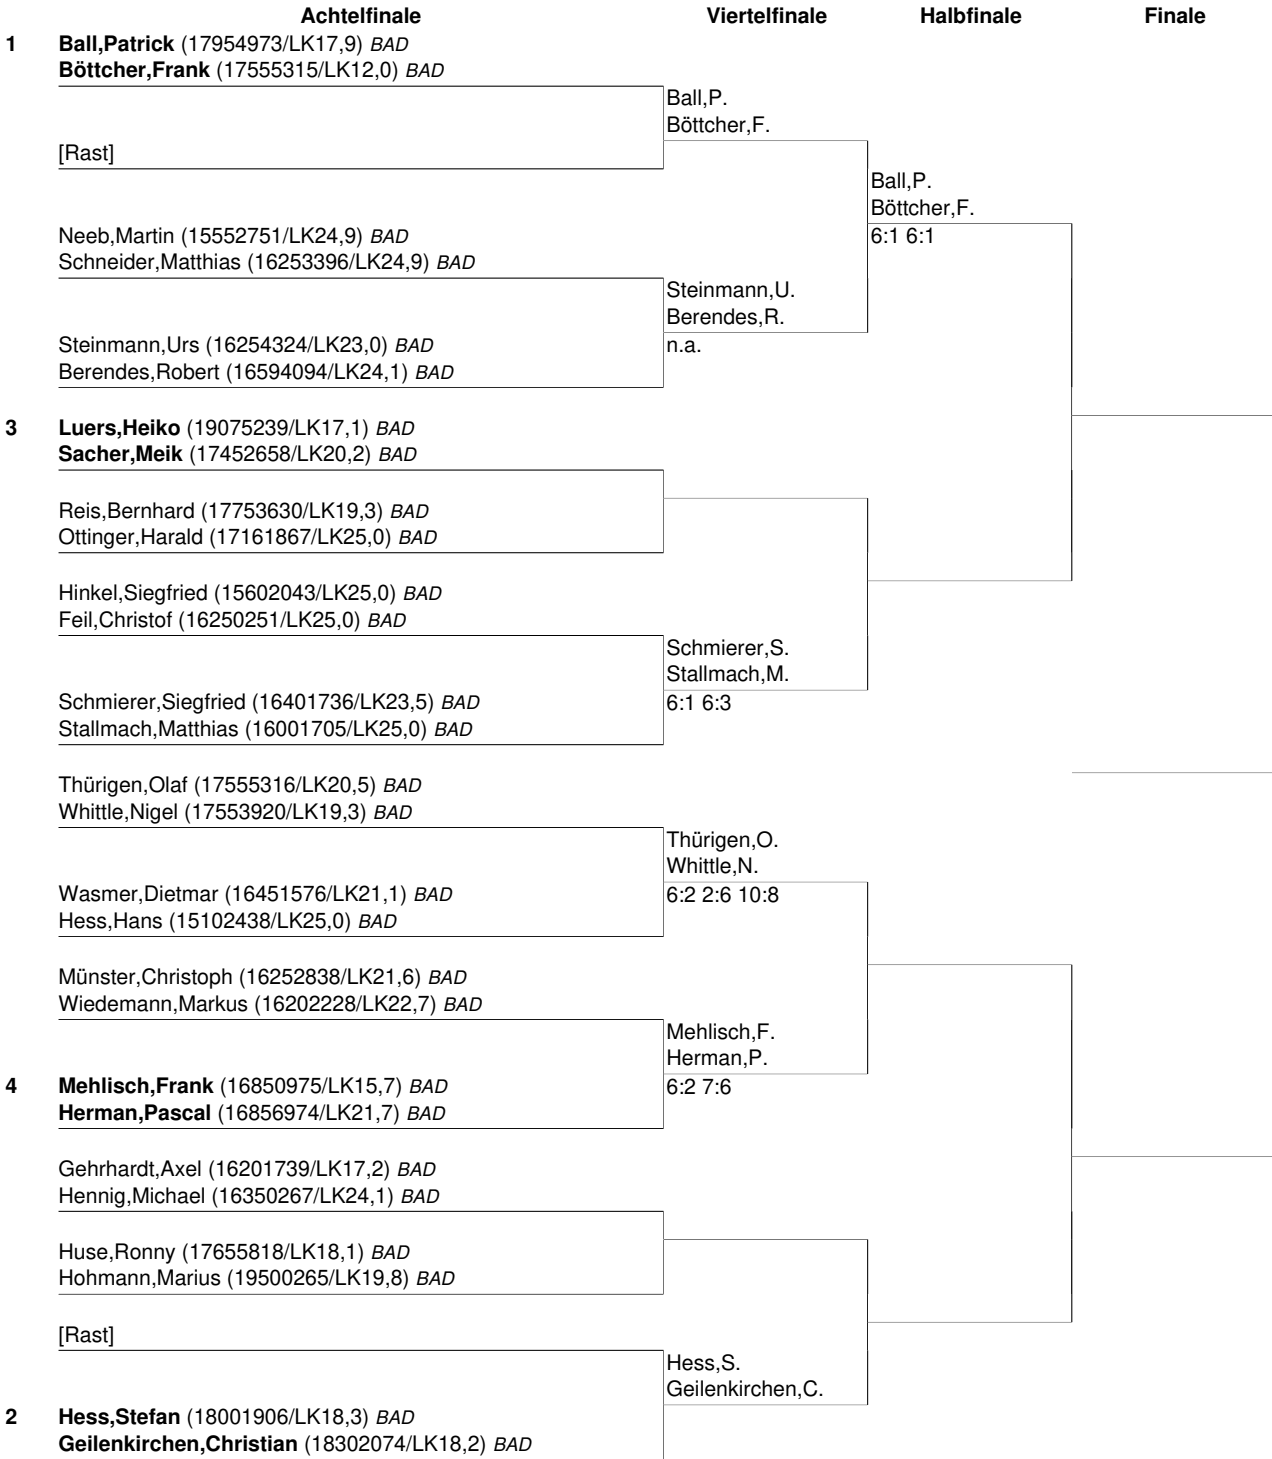 Achtelfinale Viertelfinale Halbfinale Finale
1 Ball,Patrick (17954973/LK17,9) BAD
Böttcher,Frank (17555315/LK12,0) BAD
Ball,P.
Böttcher,F.
[Rast]
Ball,P.
Böttcher,F.
6:1 6:1
Neeb,Martin (15552751/LK24,9) BAD
Schneider,Matthias (16253396/LK24,9) BAD
Steinmann,U.
Berendes,R.
n.a.
Steinmann,Urs (16254324/LK23,0) BAD
Berendes,Robert (16594094/LK24,1) BAD
3 Luers,Heiko (19075239/LK17,1) BAD
Sacher,Meik (17452658/LK20,2) BAD
Reis,Bernhard (17753630/LK19,3) BAD
Ottinger,Harald (17161867/LK25,0) BAD
Hinkel,Siegfried (15602043/LK25,0) BAD
Feil,Christof (16250251/LK25,0) BAD
Schmierer,S.
Stallmach,M.
6:1 6:3
Schmierer,Siegfried (16401736/LK23,5) BAD
Stallmach,Matthias (16001705/LK25,0) BAD
Thürigen,Olaf (17555316/LK20,5) BAD
Whittle,Nigel (17553920/LK19,3) BAD
Thürigen,O.
Whittle,N.
6:2 2:6 10:8
Wasmer,Dietmar (16451576/LK21,1) BAD
Hess,Hans (15102438/LK25,0) BAD
Münster,Christoph (16252838/LK21,6) BAD
Wiedemann,Markus (16202228/LK22,7) BAD
Mehlisch,F.
Herman,P.
6:2 7:6
4 Mehlisch,Frank (16850975/LK15,7) BAD
Herman,Pascal (16856974/LK21,7) BAD
Gehrhardt,Axel (16201739/LK17,2) BAD
Hennig,Michael (16350267/LK24,1) BAD
Huse,Ronny (17655818/LK18,1) BAD
Hohmann,Marius (19500265/LK19,8) BAD
[Rast]
Hess,S.
Geilenkirchen,C.
2 Hess,Stefan (18001906/LK18,3) BAD
Geilenkirchen,Christian (18302074/LK18,2) BAD